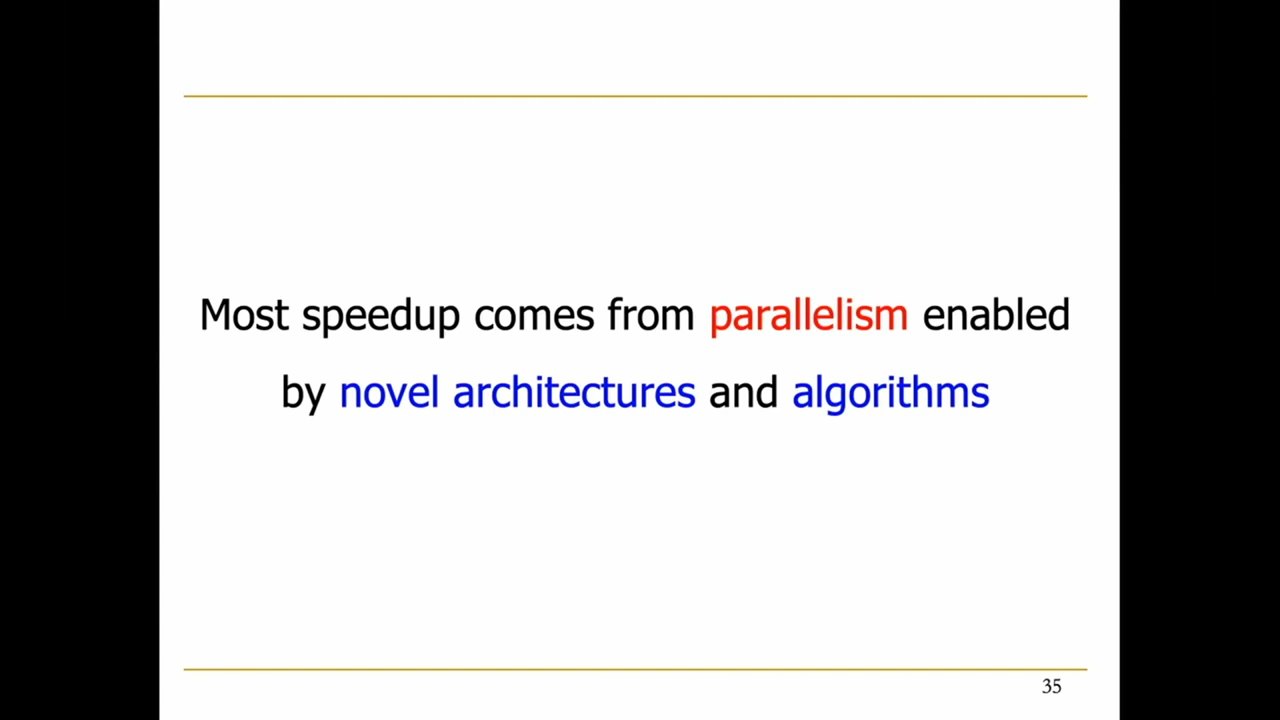 Most speedup comes from parallelism enabled
by novel architectures and algorithms
35